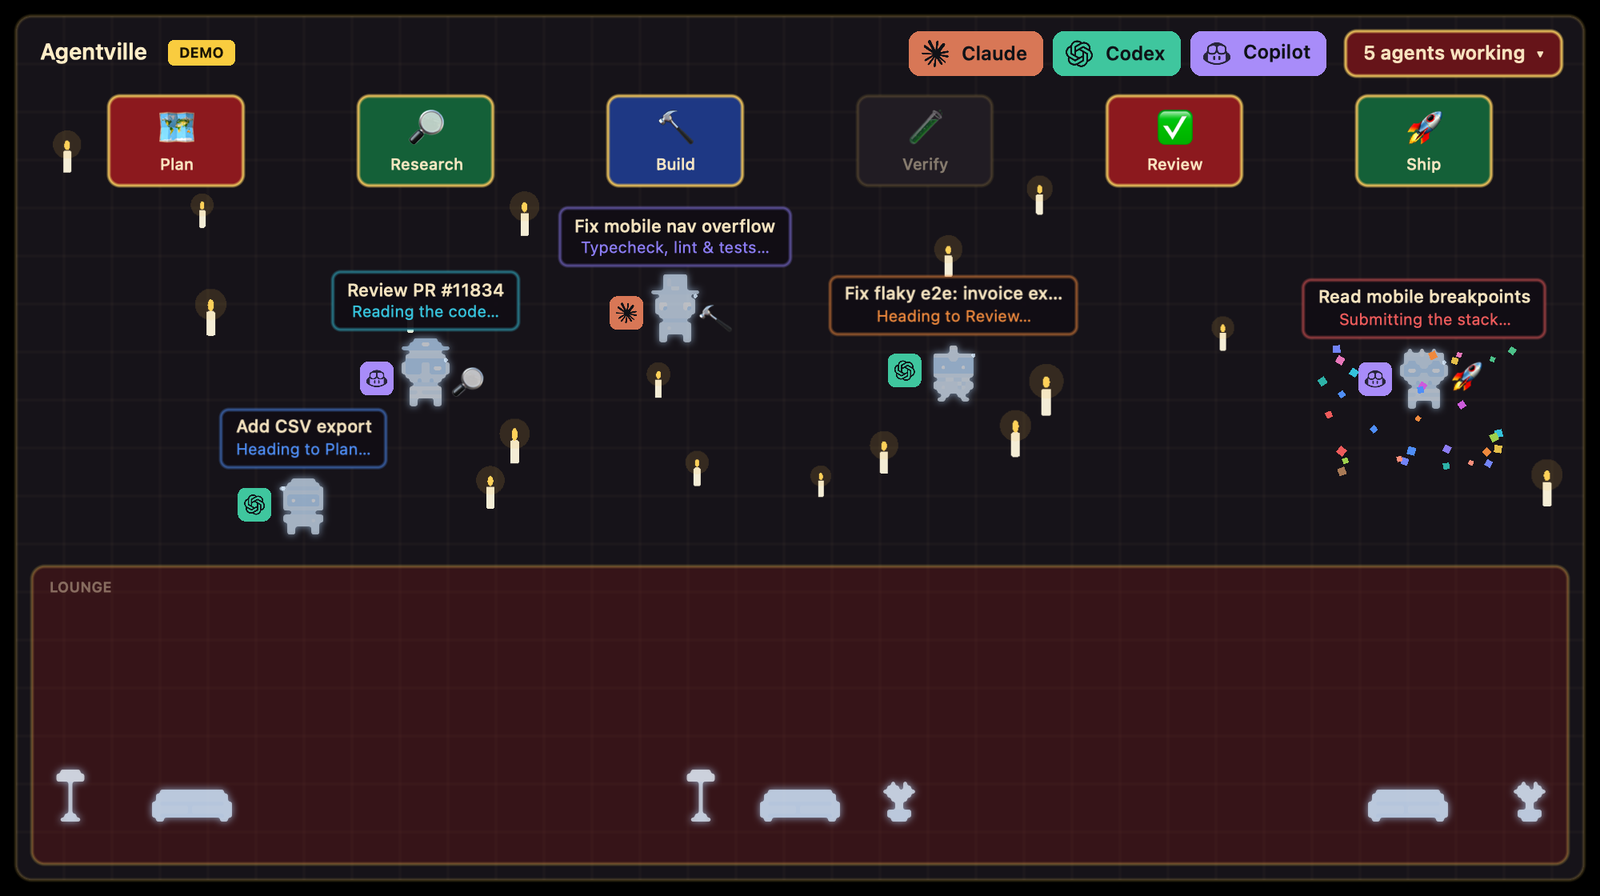 Agentville
DEMO
Claude
Codex
Copilot
5 agents working
Plan
Research
Build
Verify
Review
Ship
Fix mobile nav overflow
Typecheck, lint & tests...
Review PR #11834
Reading the code...
Fix flaky e2e: invoice ex...
Heading to Review...
Read mobile breakpoints
Submitting the stack...
Add CSV export
Heading to Plan...
LOUNGE